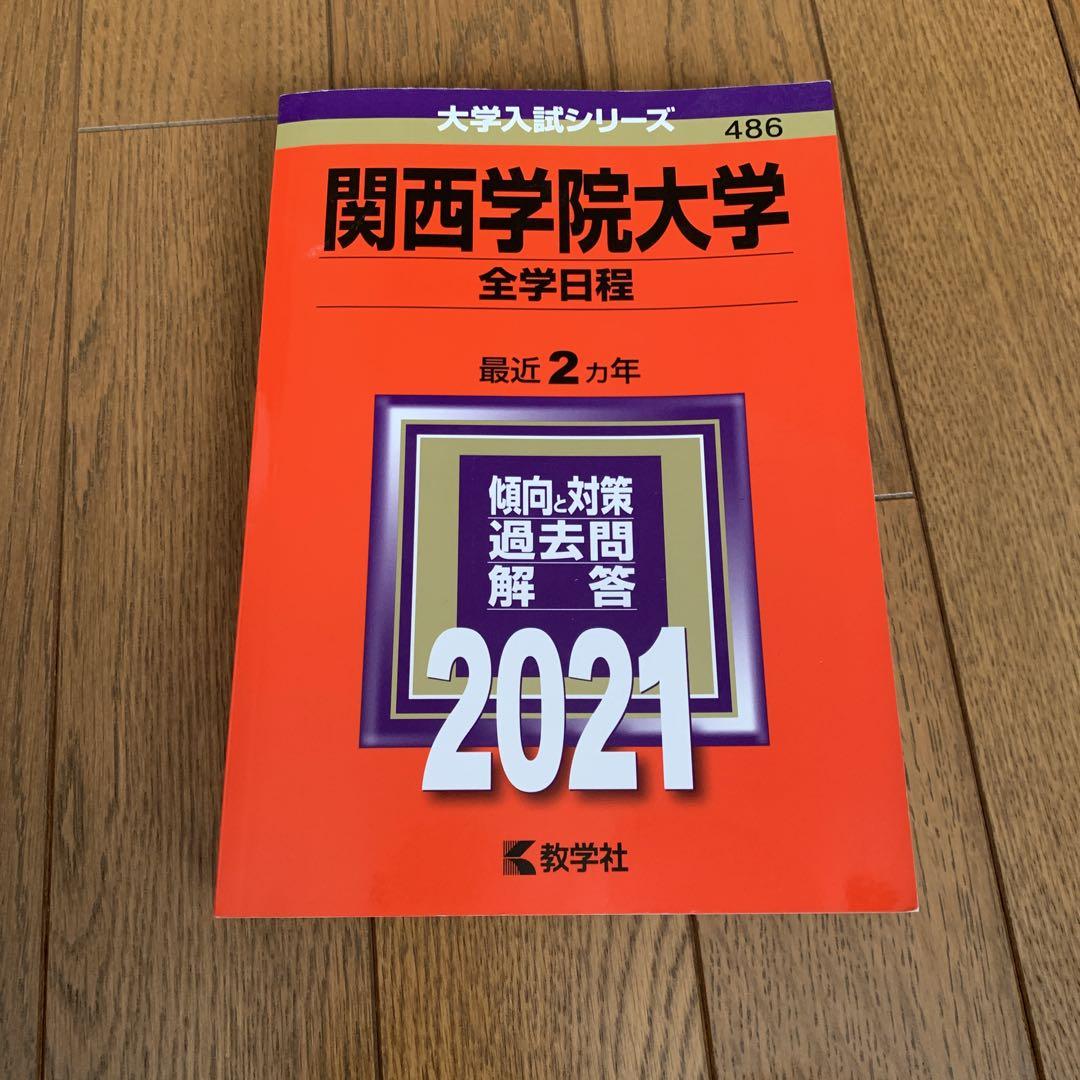 大学入試シリーズ
486
関西学院大学
全学日程
最近2カ年
傾向と対策
過去問
解答
2021
教学社